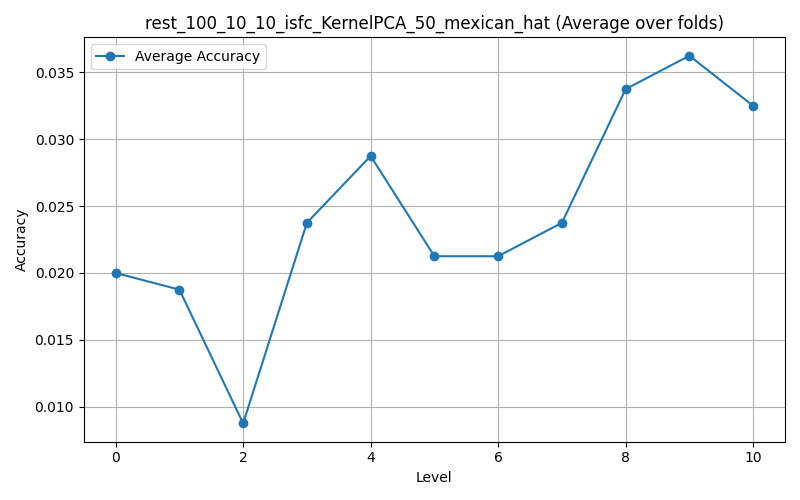 rest_100_10_10_isfc_KernelPCA_50_mexican_hat (Average over folds)
Average Accuracy
0.035
0.030
0.025
0.020
0.015
0.010
Accuracy
0 2 4 6 8 10
Level